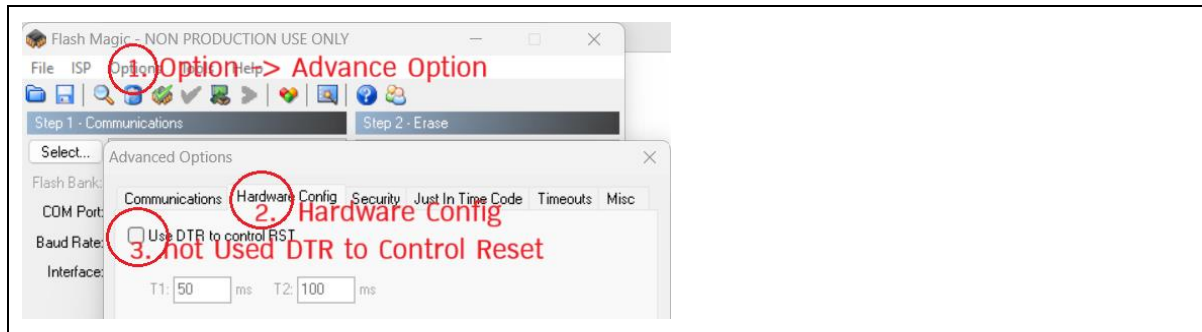 Flash Magic - NON PRODUCTION USE ONLY
File ISP Options Tools Help
1. Option -> Advance Option
Step 1 - Communications
Step 2 - Erase
Select...
Advanced Options
Flash Bank:
Communications Hardware Config Security Just In Time Code Timeouts Misc
2. Hardware Config
COM Port:
Baud Rate:
Use DTR to control RST
3. not Used DTR to Control Reset
Interface:
T1: 50 ms T2: 100 ms